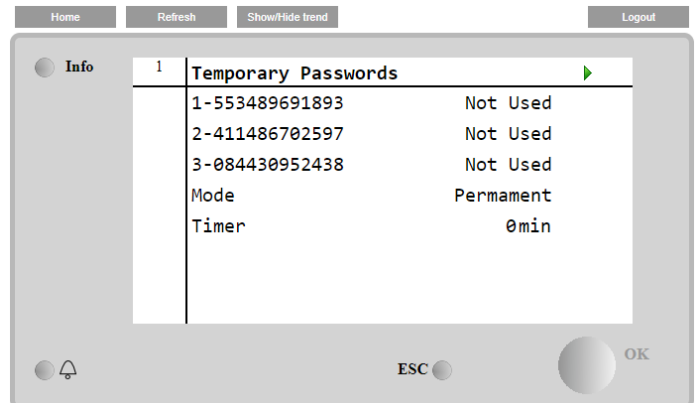 Home Refresh Show/Hide trend Logout
Info
1 Temporary Passwords
1-553489691893 Not Used
2-411486702597 Not Used
3-084430952438 Not Used
Mode Permament
Timer 0min
ESC OK